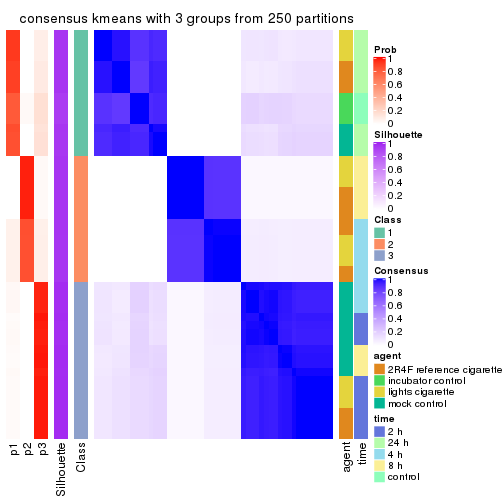 consensus kmeans with 3 groups from 250 partitions
Prob
1
0.8
0.6
0.4
0.2
0
Silhouette
1
0.8
0.6
0.4
0.2
0
Class
1
2
3
Consensus
1
0.8
0.6
0.4
0.2
0
agent
2R4F reference cigarette
incubator control
lights cigarette
mock control
time
2 h
24 h
4 h
8 h
control
p1
p2
p3
Silhouette
Class
agent
time